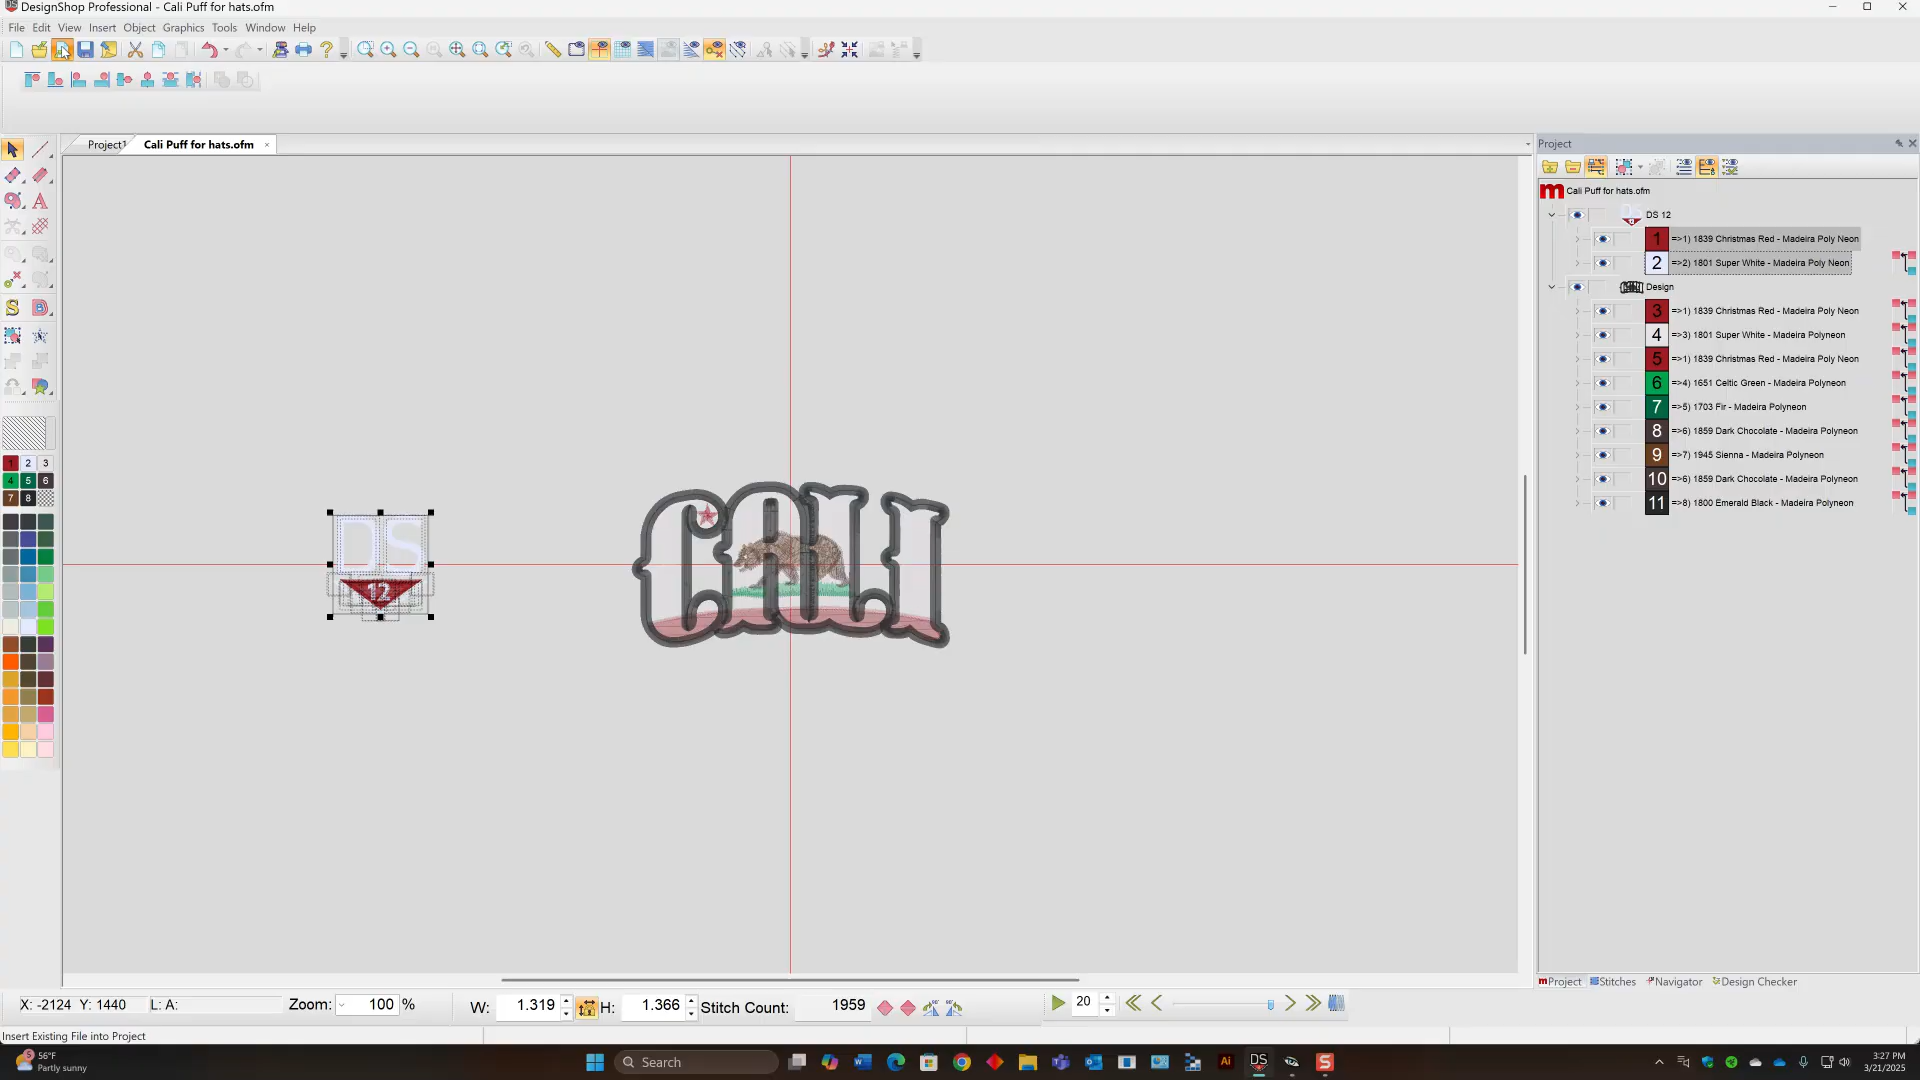 DesignShop Professional - Cali Puff for hats.ofm
File Edit View Insert Object Graphics Tools Window Help
Project1 Cali Puff for hats.ofm
Project
Cali Puff for hats.ofm
DS 12
1 =>1) 1839 Christmas Red - Madeira Poly Neon
2 =>2) 1801 Super White - Madeira Poly Neon
Design
3 =>1) 1839 Christmas Red - Madeira Poly Neon
4 =>3) 1801 Super White - Madeira Polyneon
5 =>1) 1839 Christmas Red - Madeira Poly Neon
6 =>4) 1651 Celtic Green - Madeira Polyneon
7 =>5) 1703 Fir - Madeira Polyneon
8 =>6) 1859 Dark Chocolate - Madeira Polyneon
9 =>7) 1945 Sienna - Madeira Polyneon
10 =>6) 1859 Dark Chocolate - Madeira Polyneon
11 =>8) 1800 Emerald Black - Madeira Polyneon
1 2 3
4 5 6
7 8
DS
12
CALI
Project Stitches Navigator Design Checker
X: -2124 Y: 1440 L: A: Zoom: 100 % W: 1.319 H: 1.366 Stitch Count: 1959 20
Insert Existing File into Project
56°F
Partly sunny
Search
DS
3:27 PM
3/21/2025